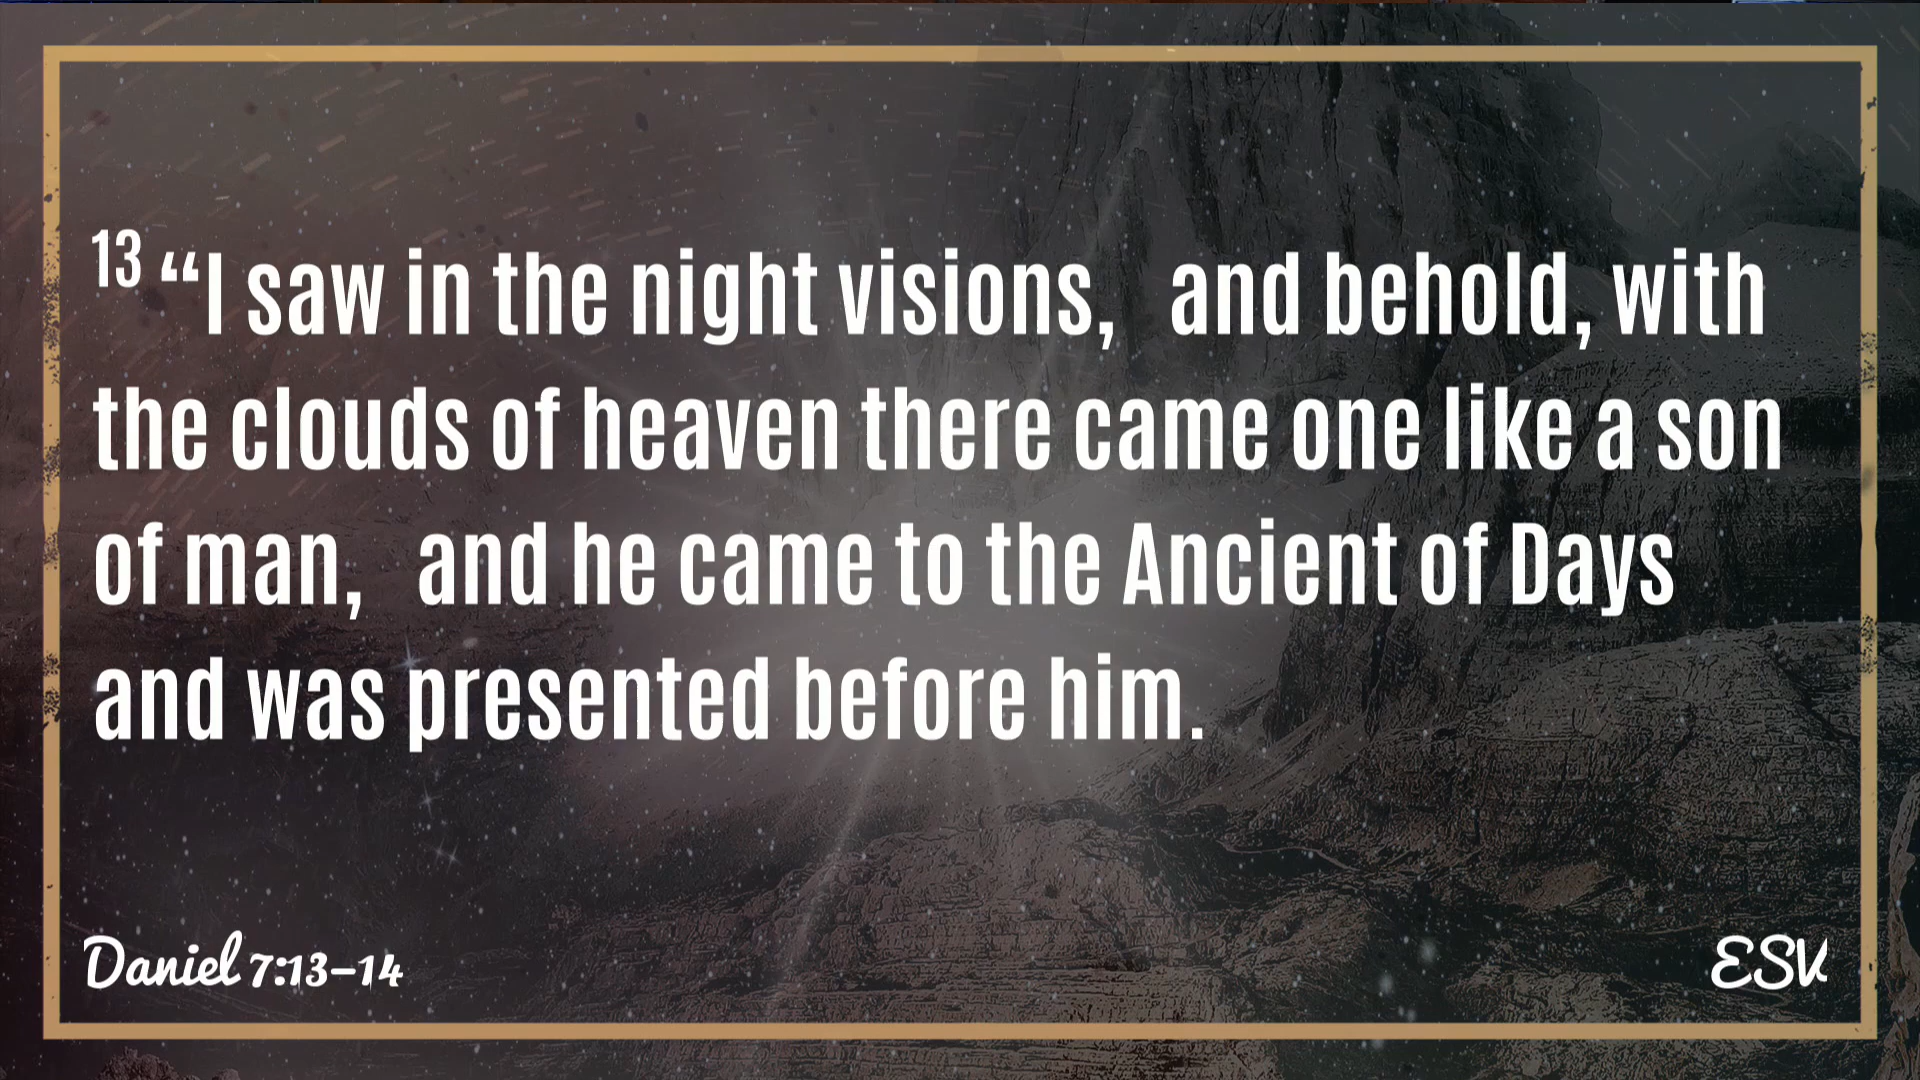 13 “I saw in the night visions, and behold, with
the clouds of heaven there came one like a son
of man, and he came to the Ancient of Days
and was presented before him.
Daniel 7:13–14
ESV